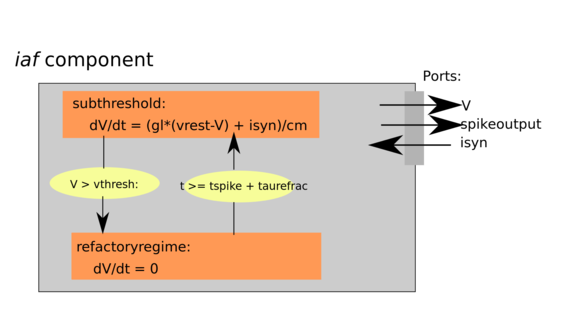 iaf component
Ports:
subthreshold:
dV/dt = (gl*(vrest-V) + isyn)/cm
V
spikeoutput
isyn
V > vthresh:
t >= tspike + taurefrac
refactoryregime:
dV/dt = 0